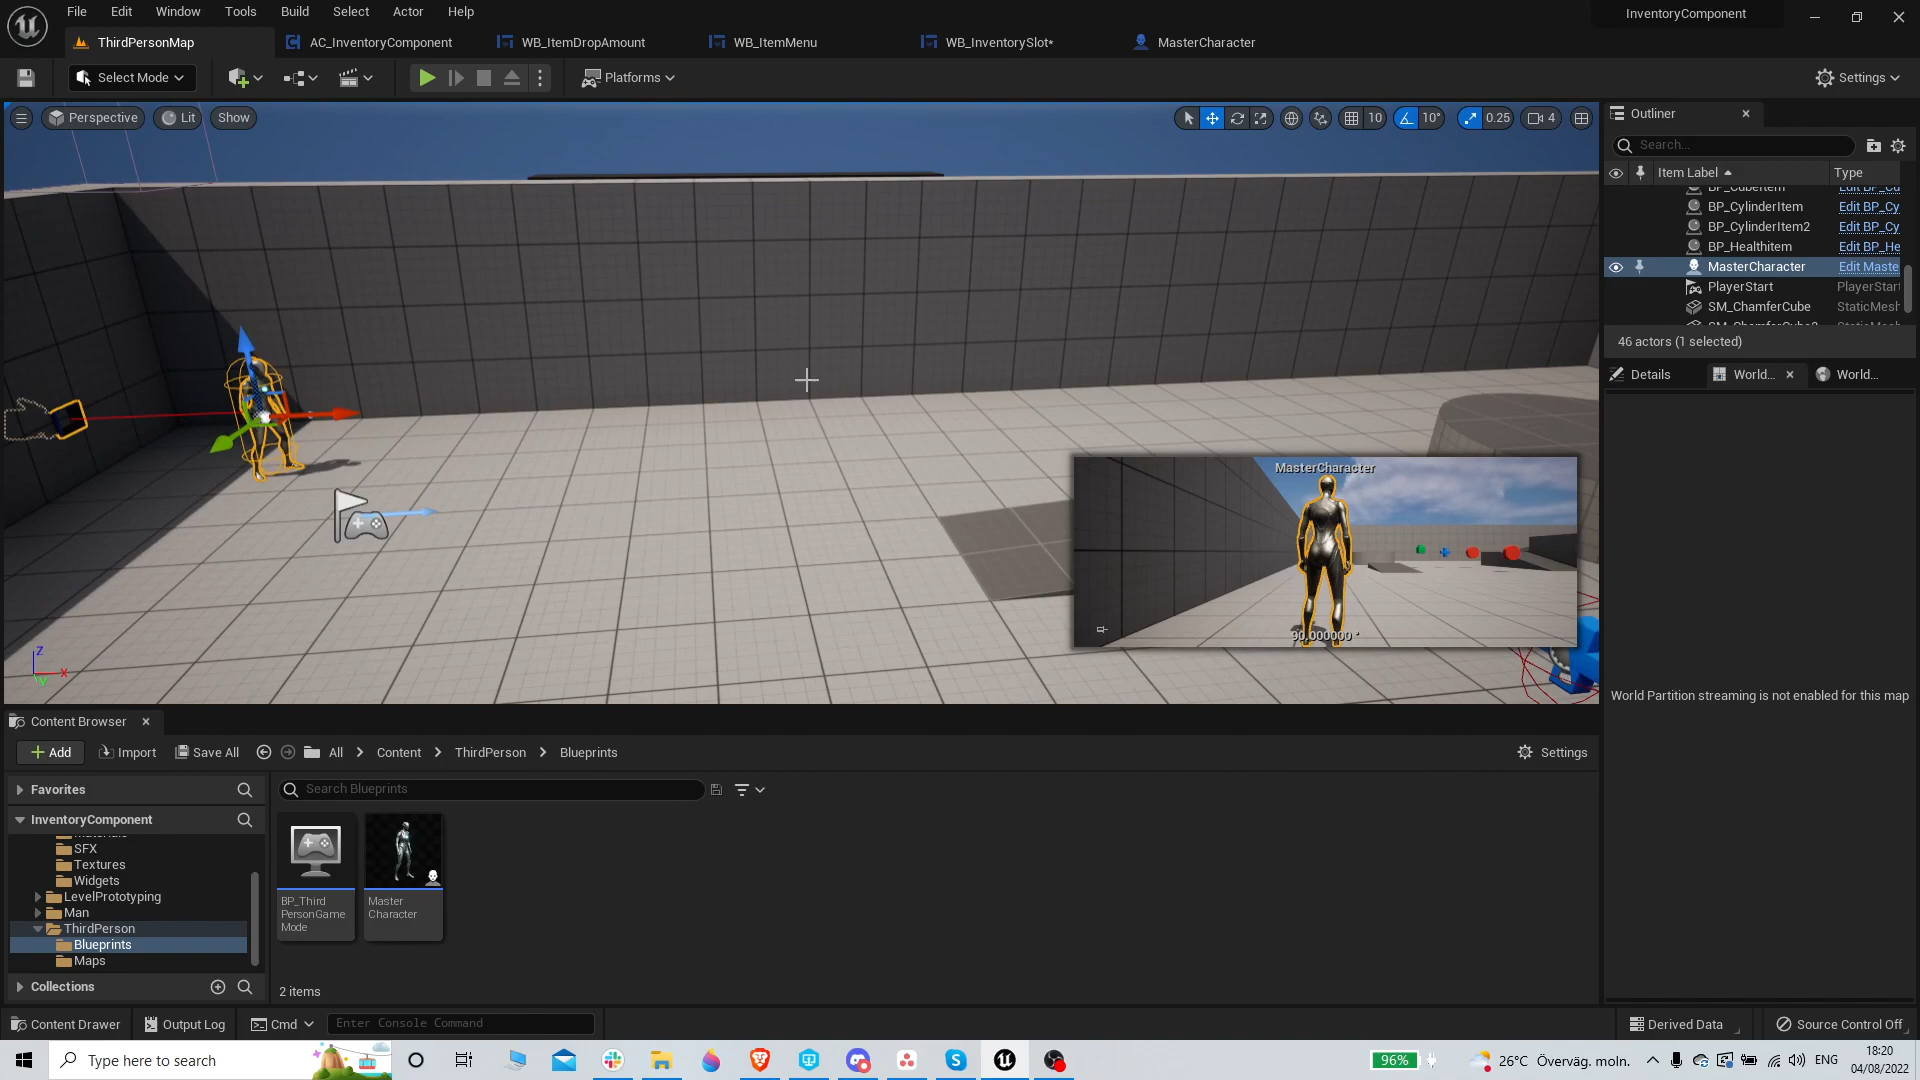 File Edit Window Tools Build Select Actor Help
InventoryComponent
ThirdPersonMap
AC_InventoryComponent
WB_ItemDropAmount
WB_ItemMenu
WB_InventorySlot*
MasterCharacter
Select Mode
Platforms
Settings
Perspective Lit Show
10 10° 0.25 4
Outliner
Search...
Item Label Type
BP_CubeItem Edit BP_Cu
BP_CylinderItem Edit BP_Cy
BP_CylinderItem2 Edit BP_Cy
BP_Healthitem Edit BP_He
MasterCharacter Edit Maste
PlayerStart PlayerStart
SM_ChamferCube StaticMesh
46 actors (1 selected)
Details World... World...
World Partition streaming is not enabled for this map
MasterCharacter
90.000000 °
Z
X
Y
Content Browser
Add Import Save All All Content ThirdPerson Blueprints Settings
Favorites
InventoryComponent
Materials
SFX
Textures
Widgets
LevelPrototyping
Man
ThirdPerson
Blueprints
Maps
Collections
Search Blueprints
BP_Third
PersonGame
Mode
Master
Character
2 items
Content Drawer Output Log Cmd Enter Console Command Derived Data Source Control Off
Type here to search
96%
26°C Överväg. moln.
ENG
18:20
04/08/2022